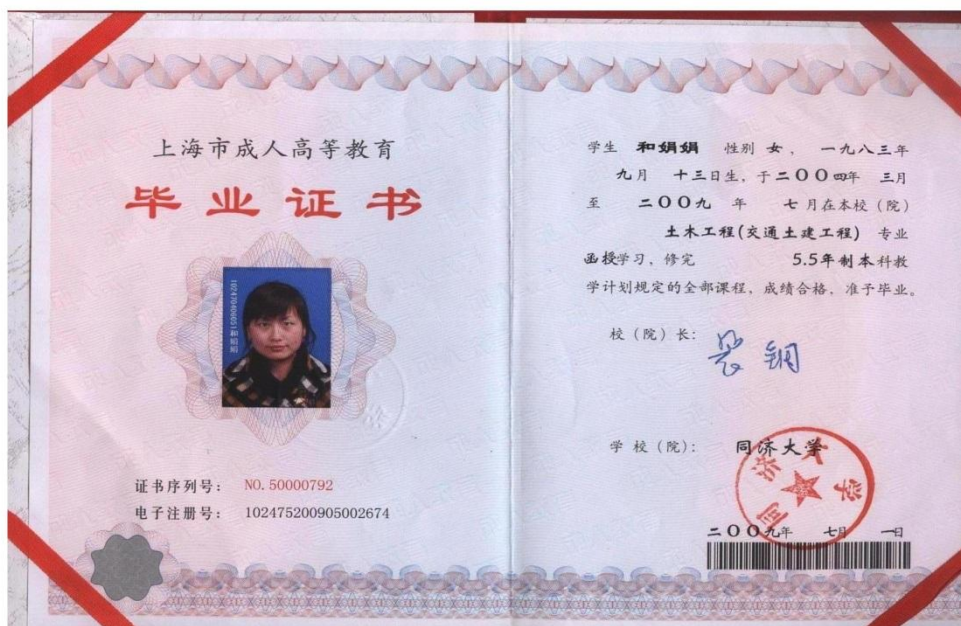 上海市成人高等教育
毕业证书
证书序列号: NO.50000792
电子注册号: 102475200905002674
学生 和娟娟 性别 女, 一九八三年
九月 十三日生, 于二〇〇四年 三月
至 二〇〇九 年 七 月在本校(院)
土木工程(交通土建工程) 专业
函授学习, 修完 5.5年制本科教
学计划规定的全部课程, 成绩合格, 准予毕业。
校(院)长:
裴钢
学校(院): 同济大学
同济大学
二〇〇九年 七月 一日